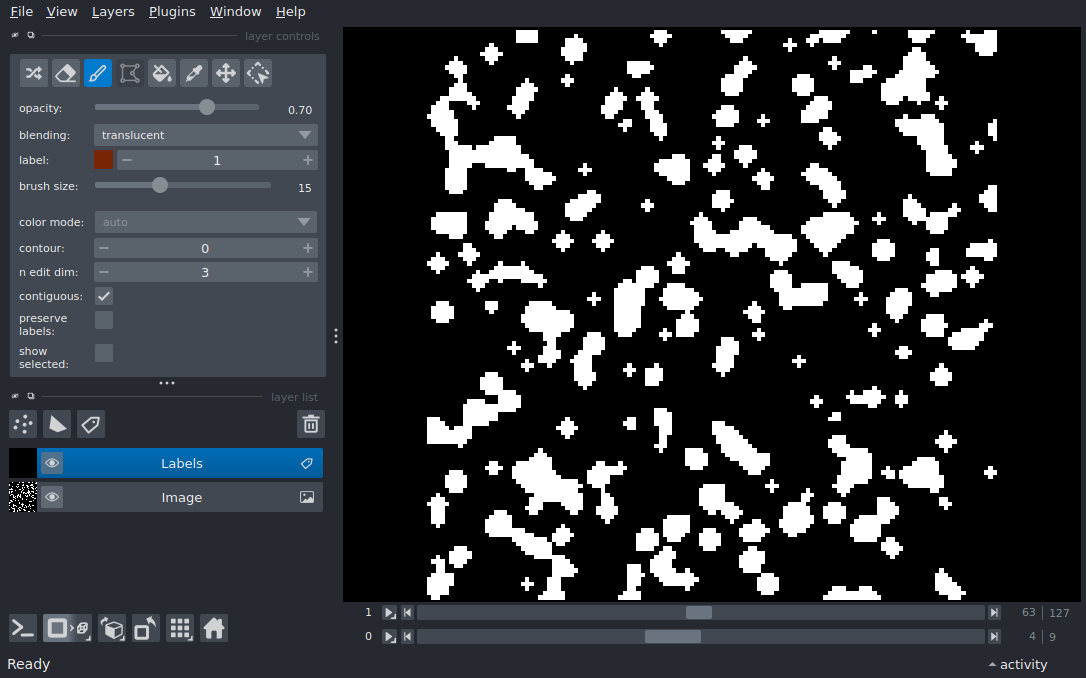 File View Layers Plugins Window Help
layer controls
opacity: 0.70
blending: translucent
label: 1
brush size: 15
color mode: auto
contour: 0
n edit dim: 3
contiguous:
preserve
labels:
show
selected:
layer list
Labels
Image
1 63 127
0 4 9
Ready activity